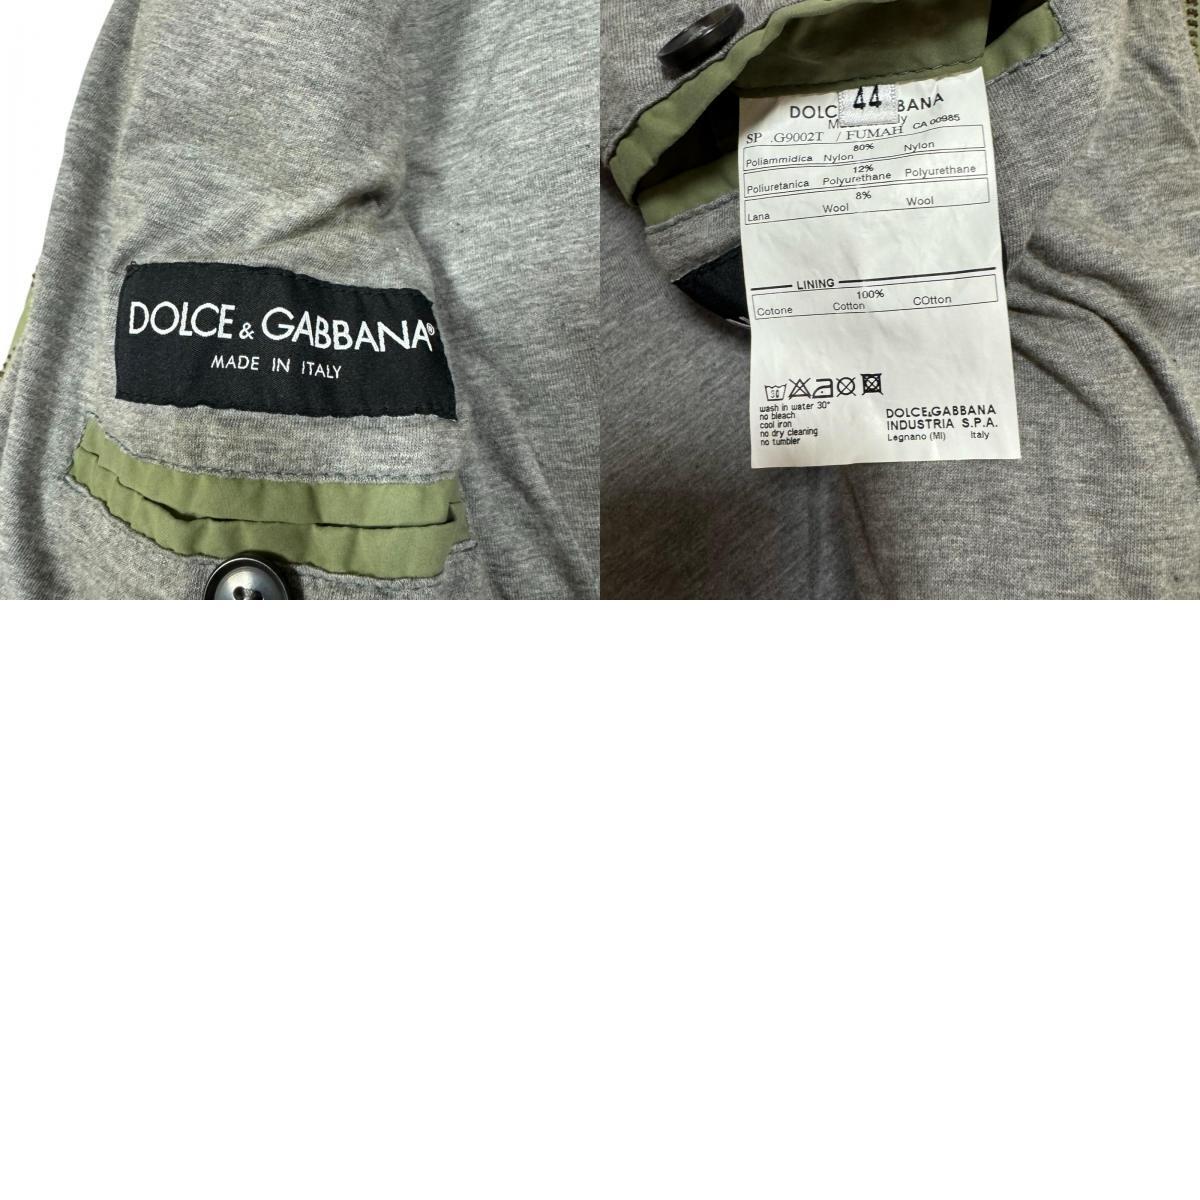 DOLCE & GABBANA®
MADE IN ITALY
44
DOLC BANA
SP .G9002T / FUMAH CA 00985
80%
Poliammidica Nylon Nylon
12%
Poliuretanica Polyurethane Polyurethane
8%
Lana Wool Wool
LINING
100%
Cotone Cotton COtton
30
wash in water 30°
no bleach
cool iron
no dry cleaning
no tumbler
DOLCE&GABBANA
INDUSTRIA S.P.A.
Legnano (MI) Italy